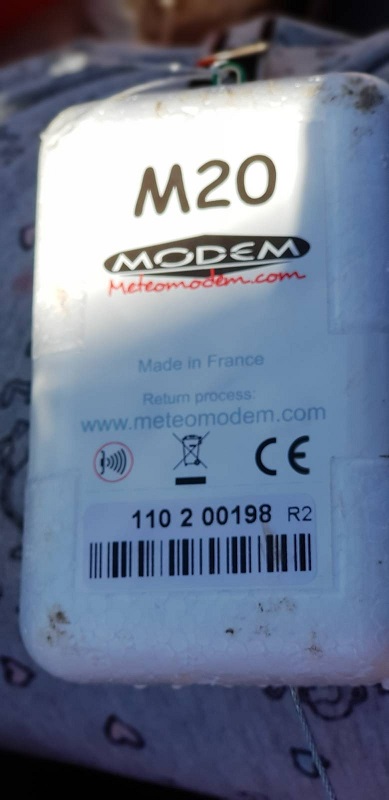 M20
MODEM
Meteomodem.com
Made in France
Return process:
www.meteomodem.com
CE
110 2 00198 R2